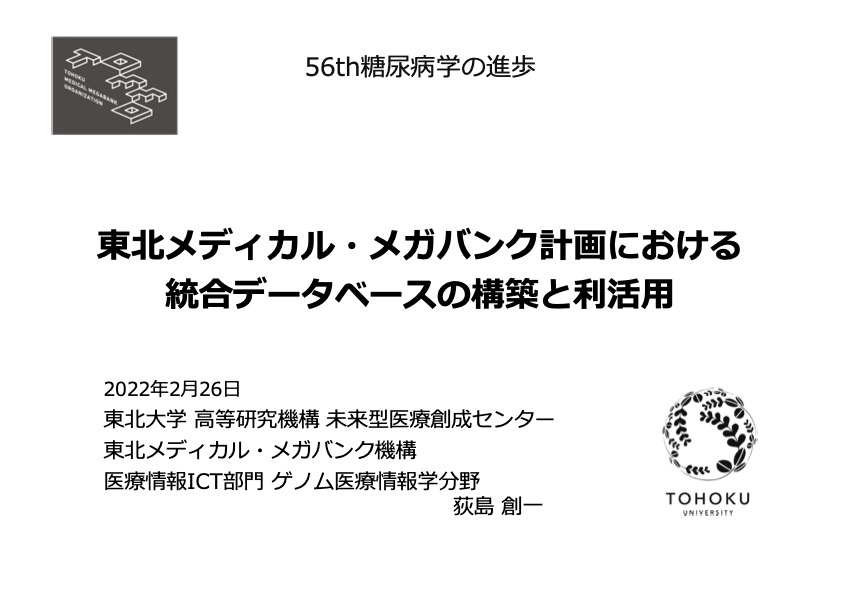 TOHOKU
MEDICAL MEGABANK
ORGANIZATION
56th糖尿病学の進歩
東北メディカル・メガバンク計画における
統合データベースの構築と利活用
2022年2月26日
東北大学 高等研究機構 未来型医療創成センター
東北メディカル・メガバンク機構
医療情報ICT部門 ゲノム医療情報学分野
荻島 創一
TOHOKU
UNIVERSITY